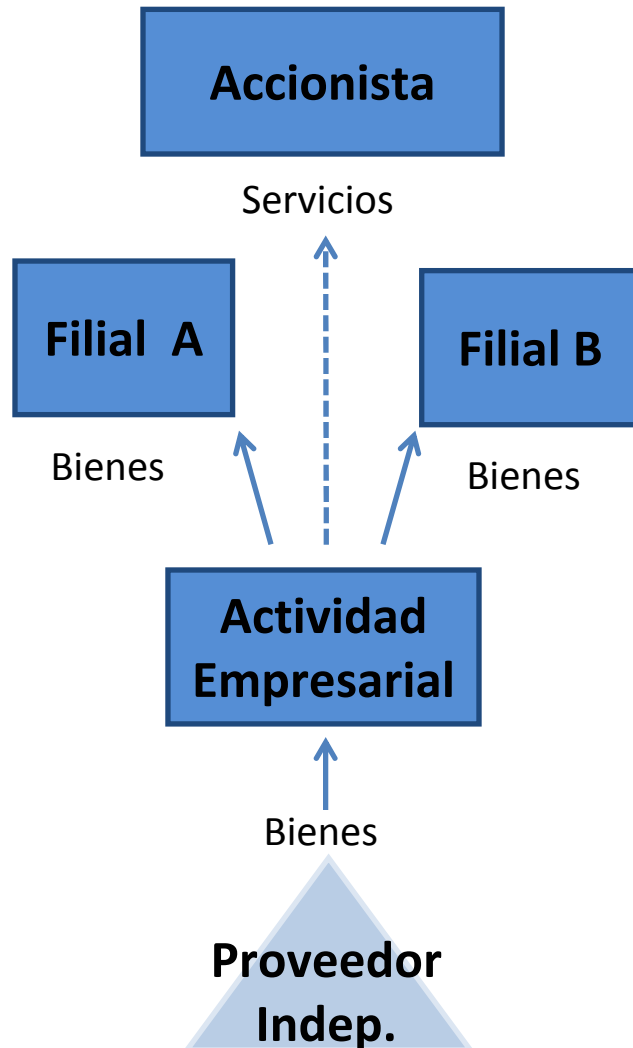 Accionista
Servicios
Filial A
Filial B
Bienes
Bienes
Actividad
Empresarial
Bienes
Proveedor
Indep.